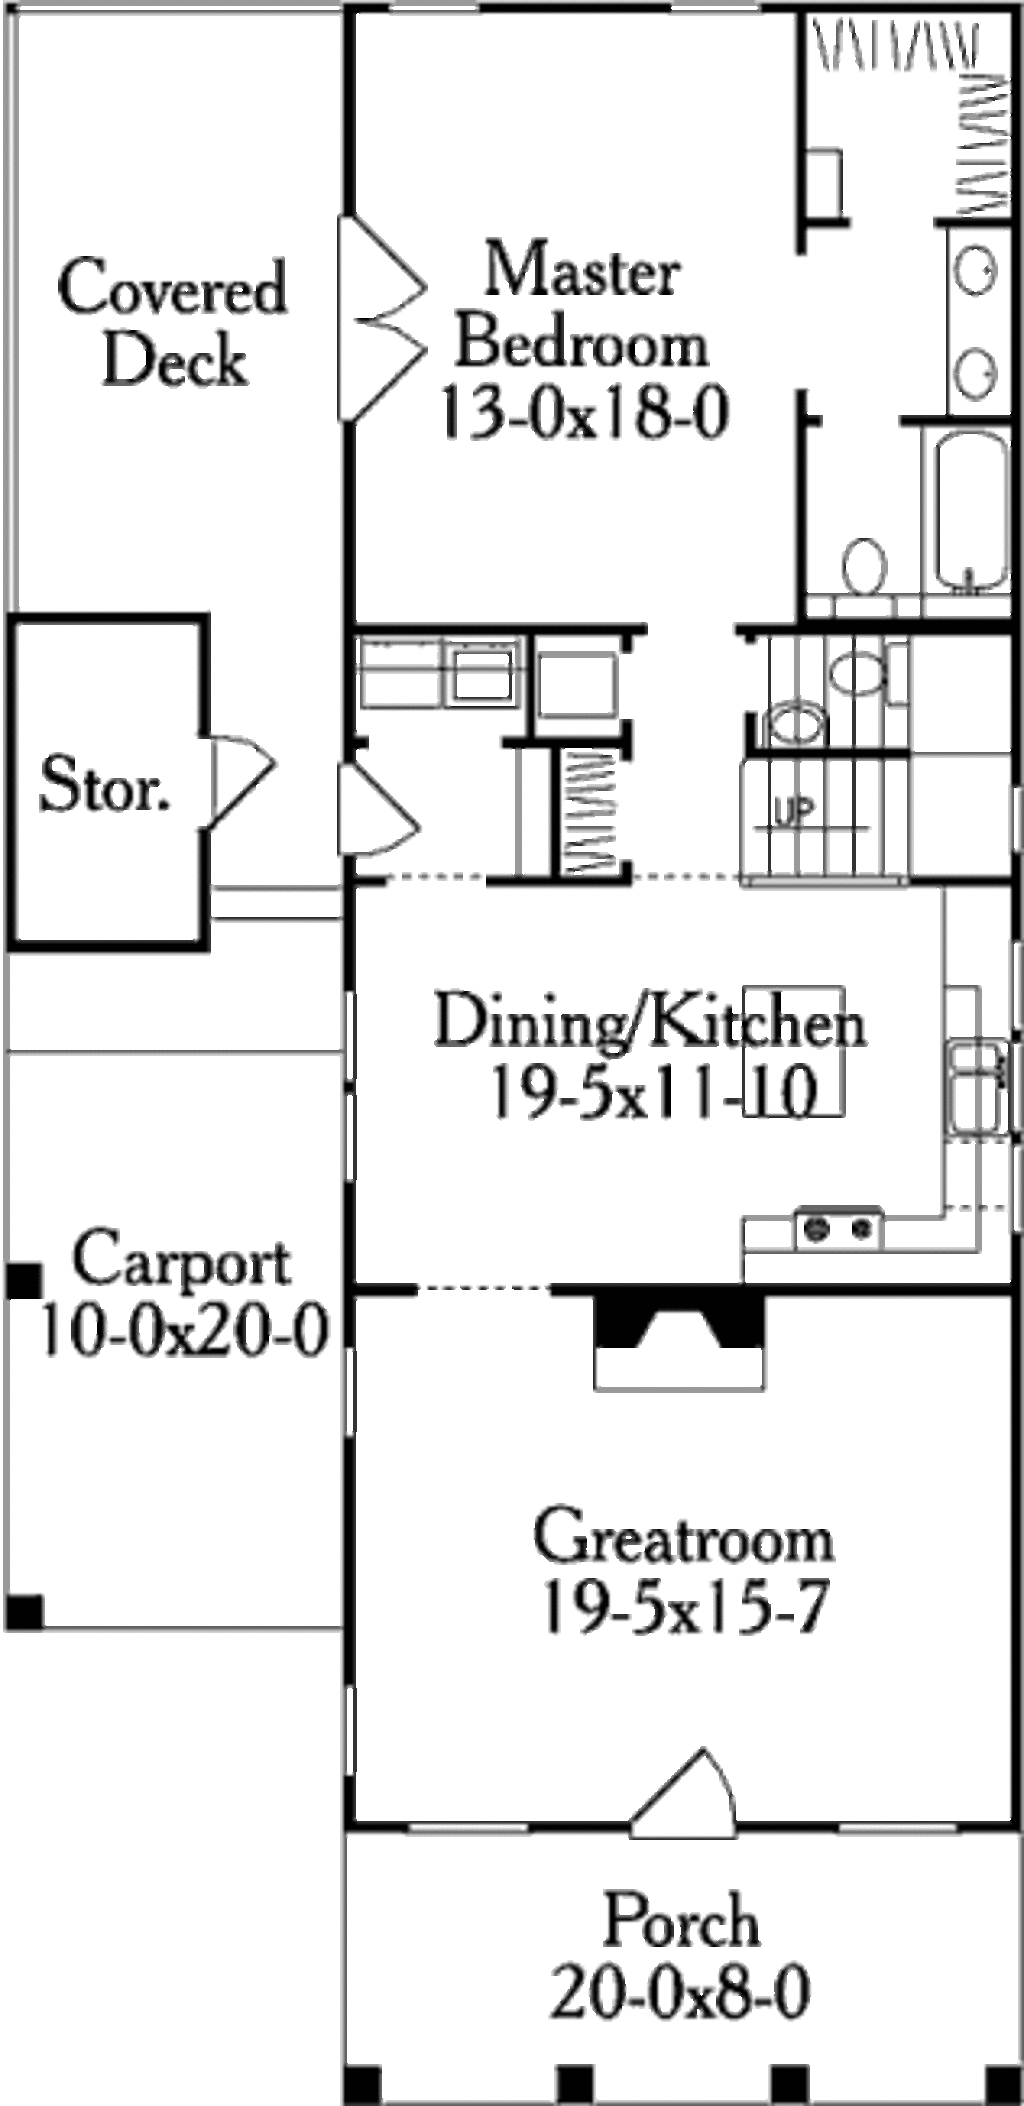 Covered
Deck
Master
Bedroom
13-0x18-0
Stor.
UP
Dining/Kitchen
19-5x11-10
Carport
10-0x20-0
Greatroom
19-5x15-7
Porch
20-0x8-0